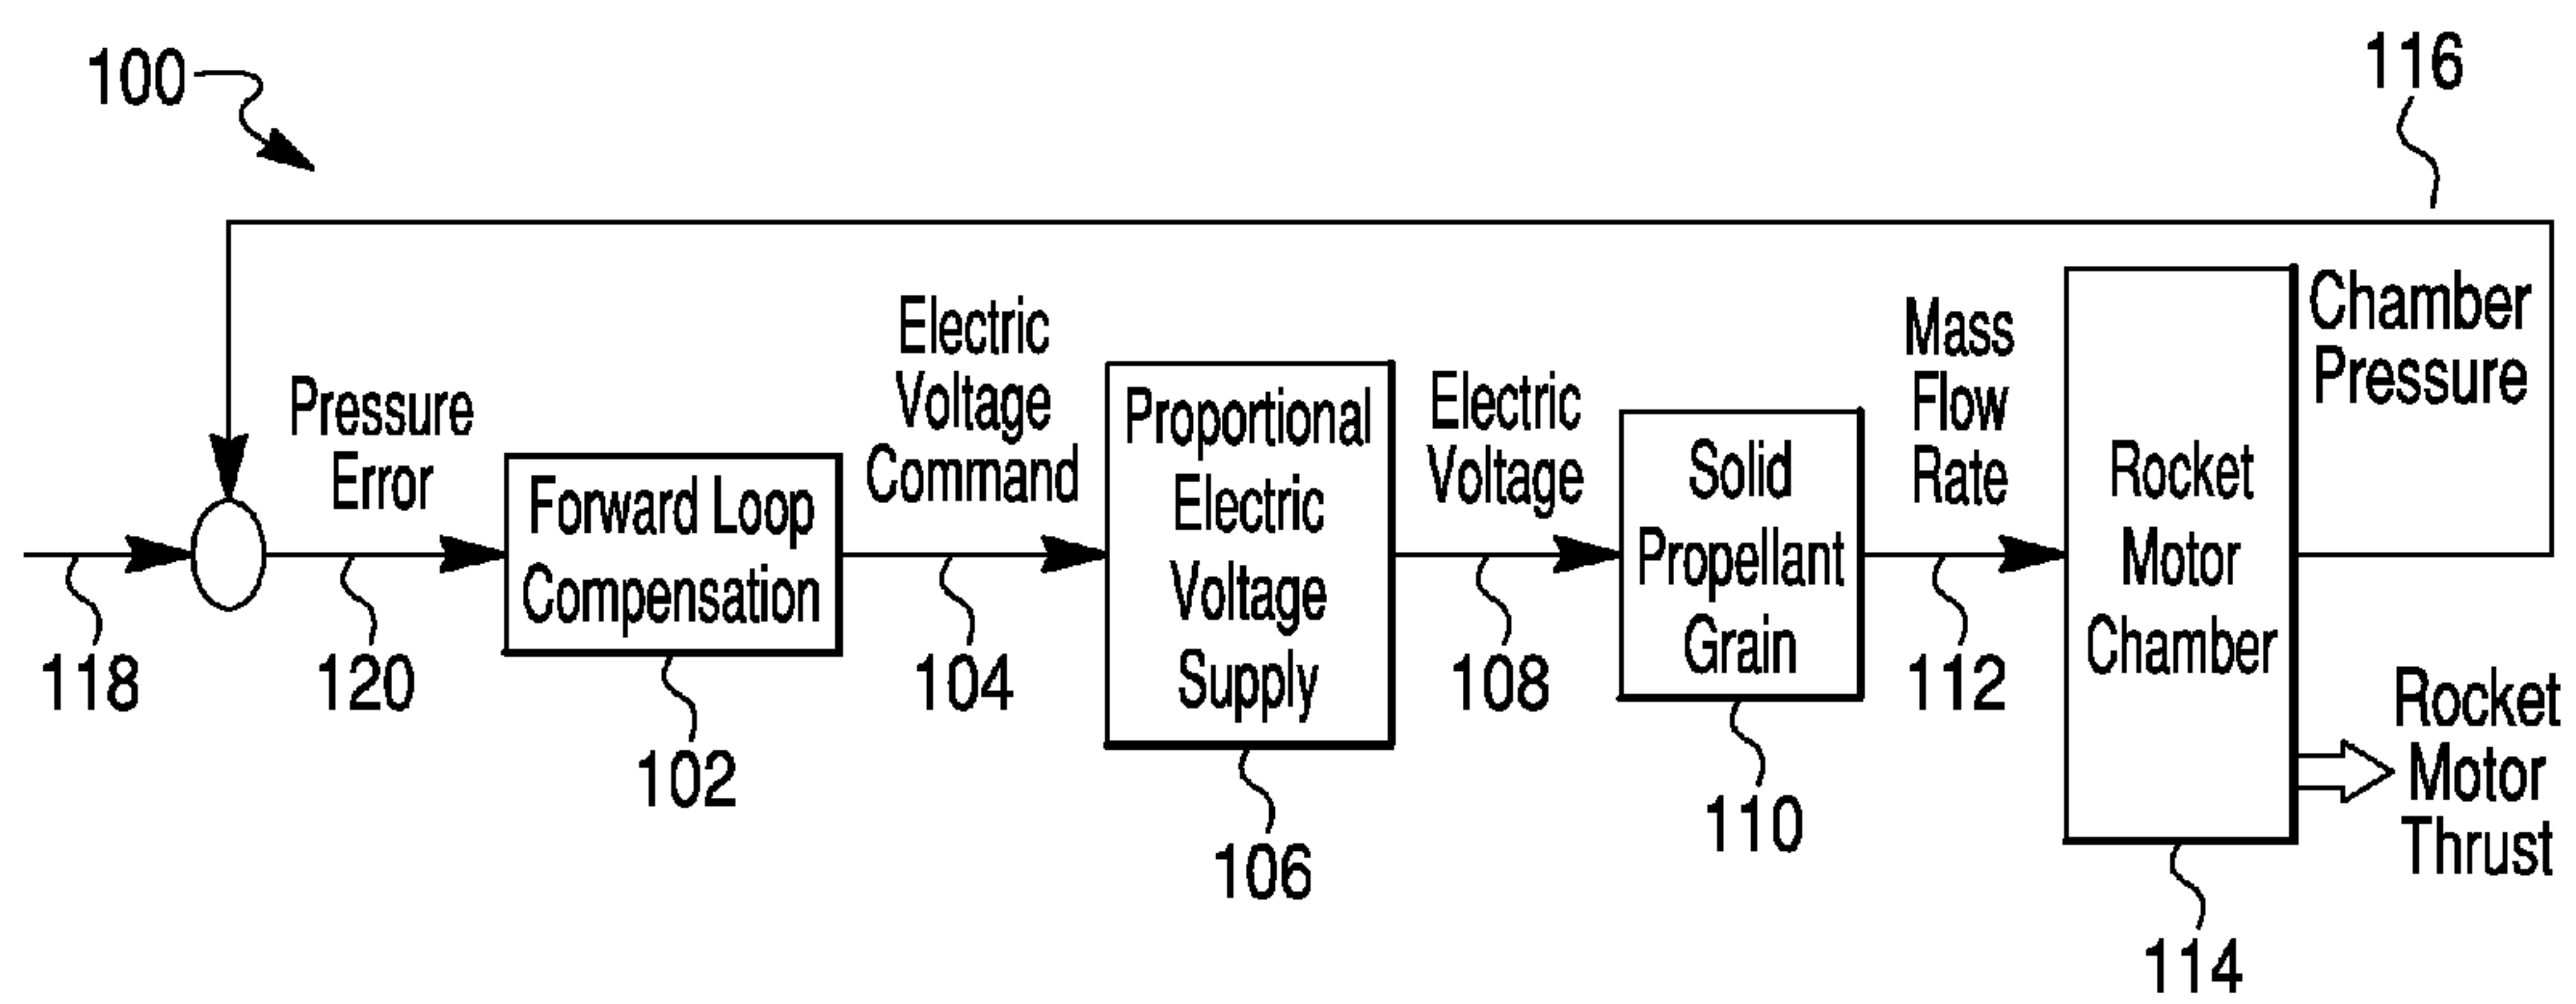 100
116
Chamber
Pressure
Electric
Voltage
Command
Mass
Flow
Rate
Pressure
Error
Electric
Voltage
Forward Loop
Compensation
Proportional
Electric
Voltage
Supply
Solid
Propellant
Grain
Rocket
Motor
Chamber
118
120
104
108
112
Rocket
Motor
Thrust
102
106
110
114